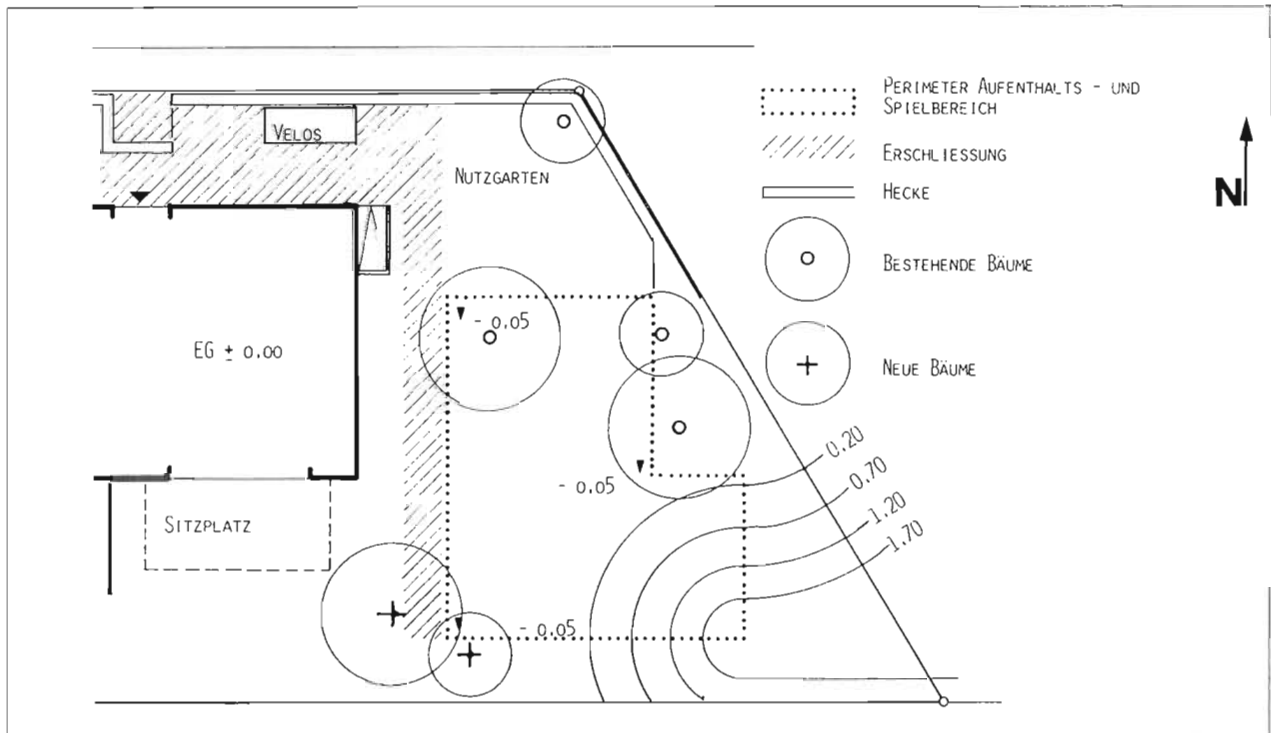 PERIMETER AUFENTHALTS - UND
SPIELBEREICH
VELOS
ERSCHLIESSUNG
NUTZGARTEN
HECKE
N
BESTEHENDE BÄUME
- 0.05
EG ± 0.00
NEUE BÄUME
0.20
0.70
- 0.05
1.20
SITZPLATZ
1.70
- 0.05